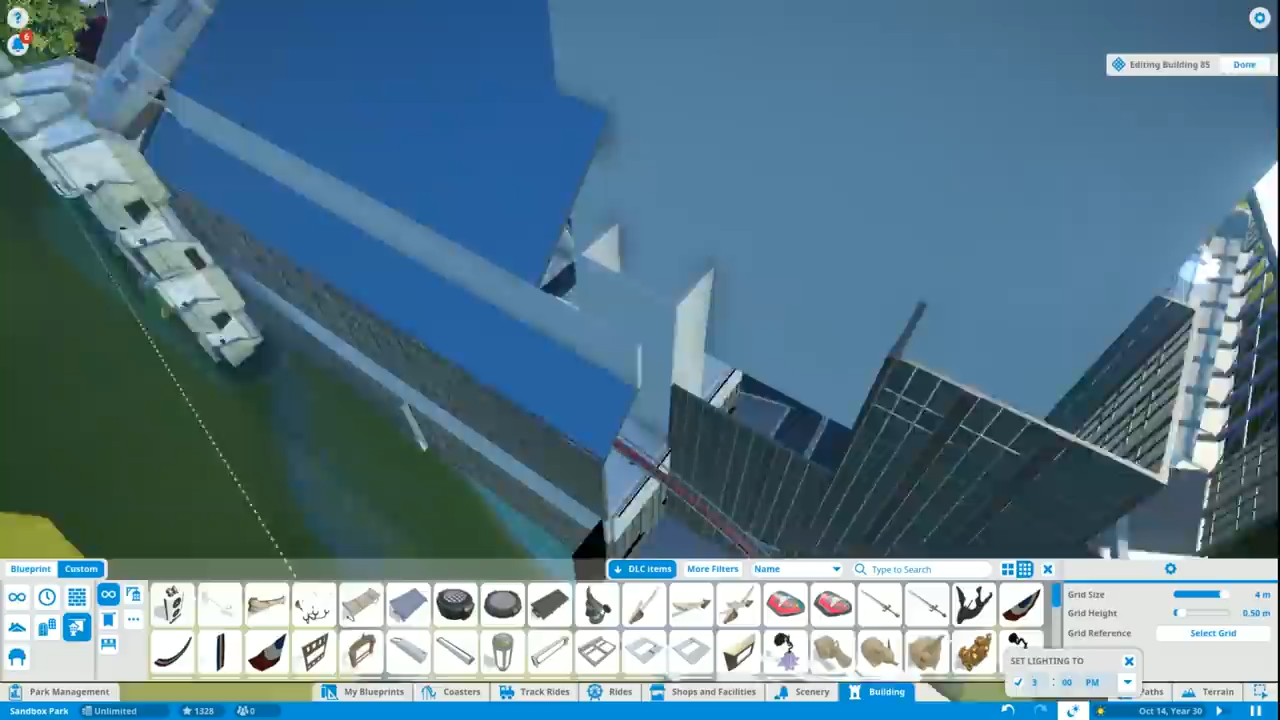 ?
6
Editing Building 85
Done
Blueprint
Custom
DLC items
More Filters
Name
Type to Search
Grid Size
4 m
Grid Height
0.50 m
Grid Reference
Select Grid
SET LIGHTING TO
3 : 00 PM
Park Management
My Blueprints
Coasters
Track Rides
Rides
Shops and Facilities
Scenery
Building
Paths
Terrain
Sandbox Park
Unlimited
1328
0
Oct 14, Year 30